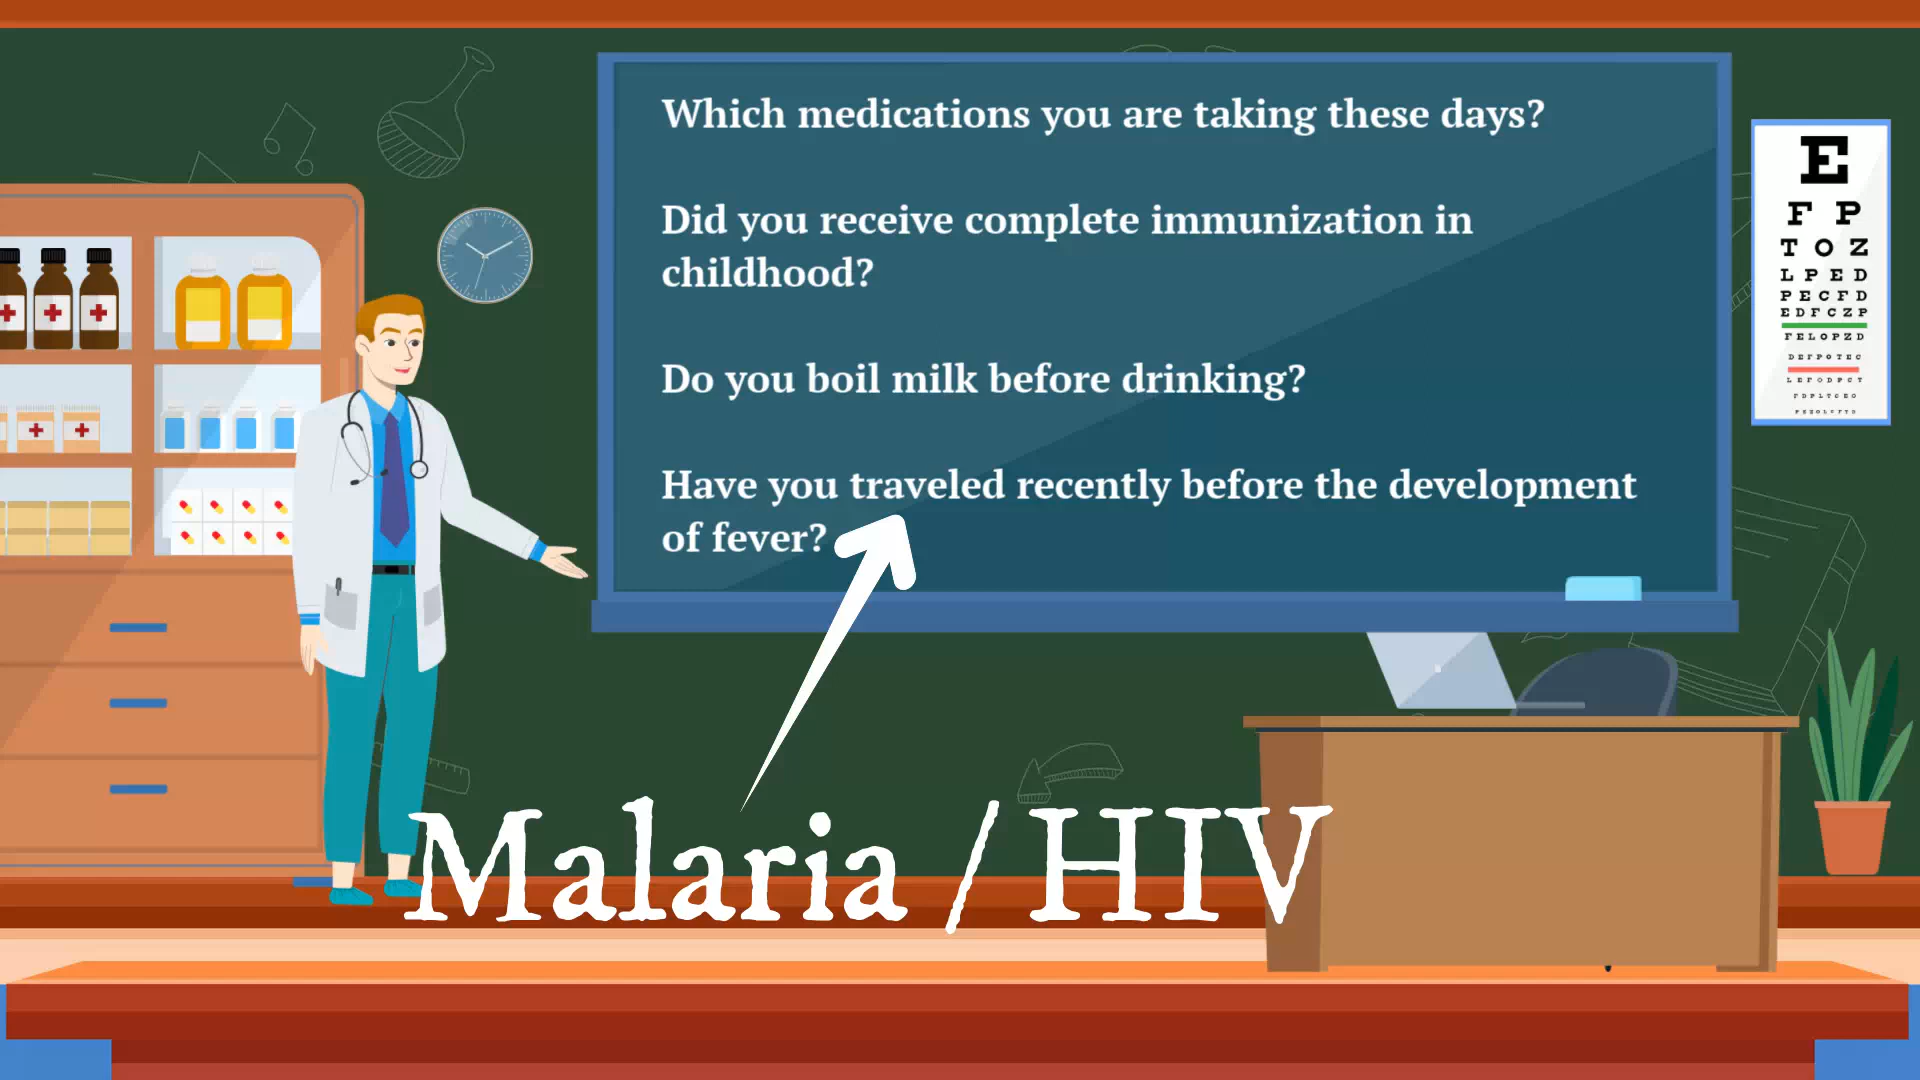 Which medications you are taking these days?
Did you receive complete immunization in
childhood?
Do you boil milk before drinking?
Have you traveled recently before the development
of fever?
E
F P
T O Z
L P E D
P E C F D
E D F C Z P
F E L O P Z D
D E F P O T E C
Malaria / HIV